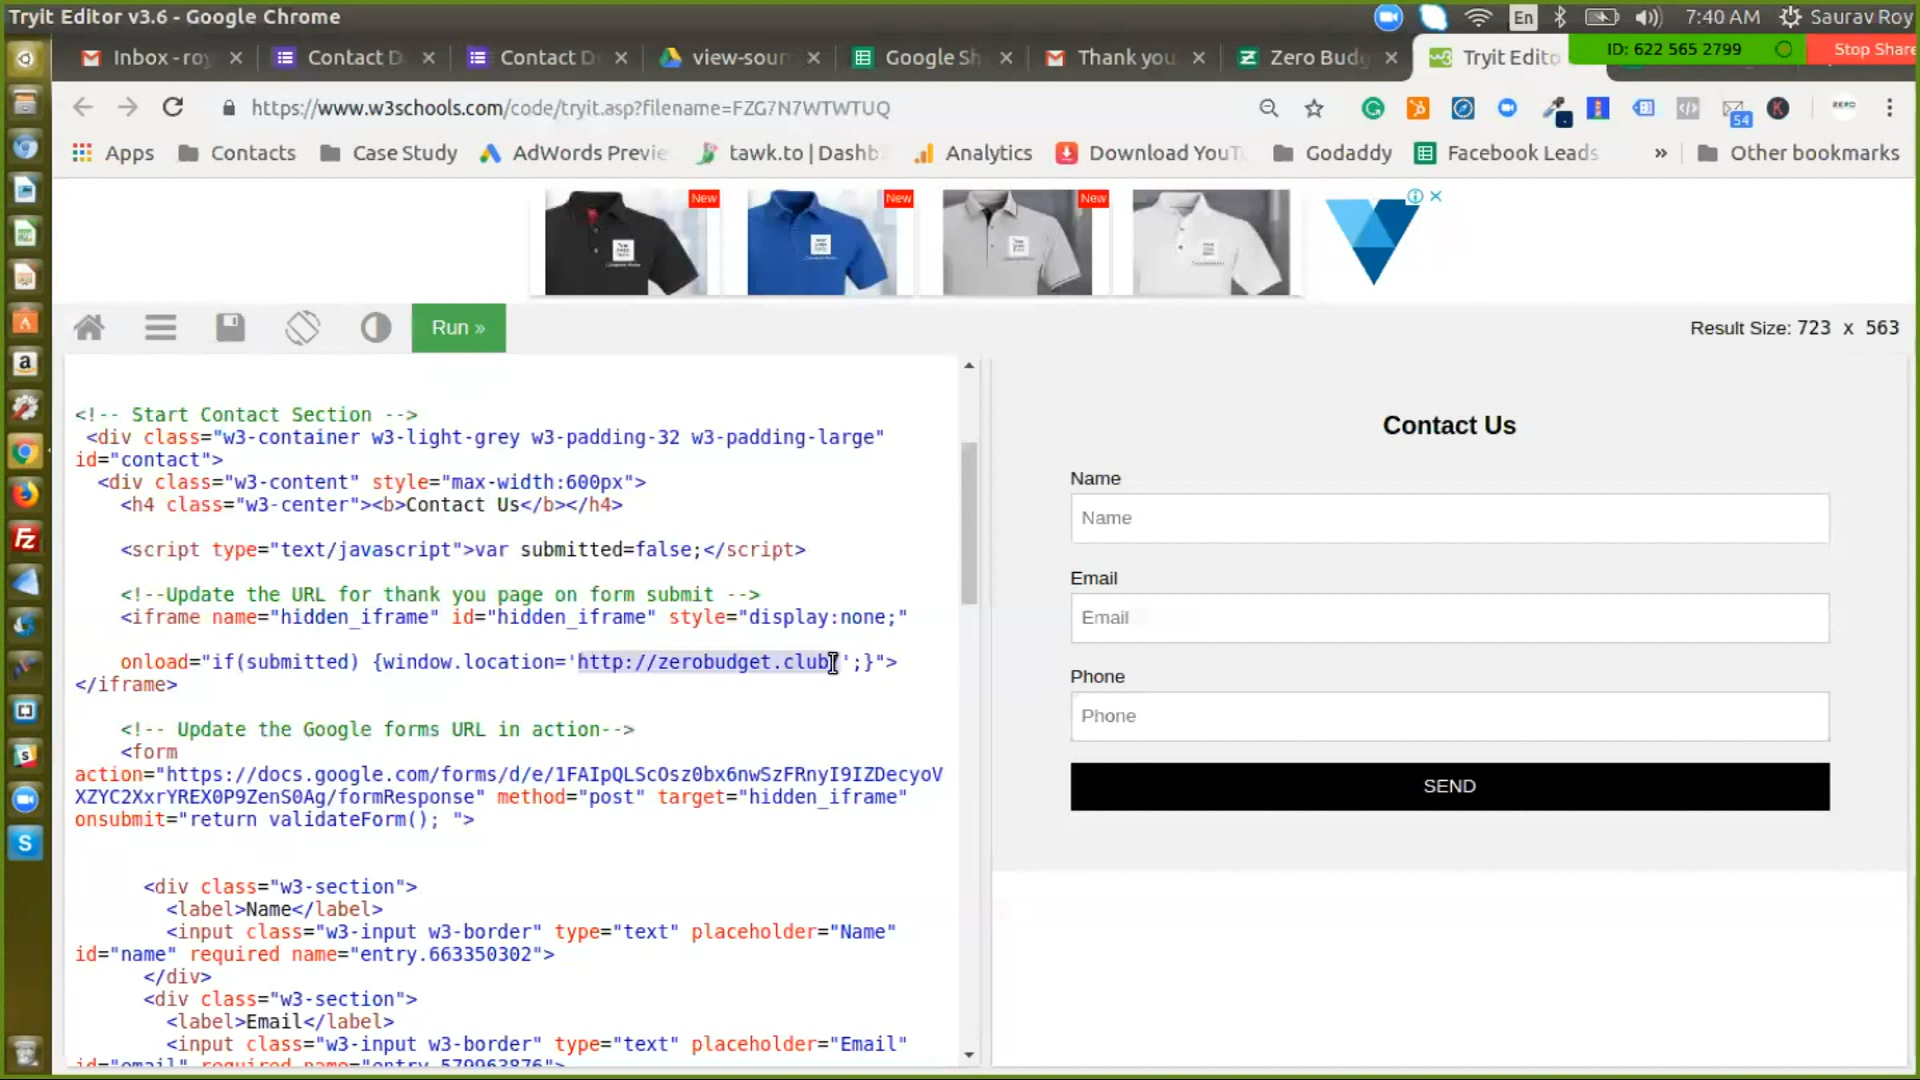 Tryit Editor v3.6 - Google Chrome
En
7:40 AM
Saurav Roy
Inbox - roy
Contact D
Contact D
view-sour
Google Sh
Thank you
Zero Budg
Tryit Edito
ID: 622 565 2799
Stop Share
https://www.w3schools.com/code/tryit.asp?filename=FZG7N7WTWTUQ
54
K
ZERO
Apps
Contacts
Case Study
AdWords Previe
tawk.to | Dashb
Analytics
Download YouT
Godaddy
Facebook Leads
»
Other bookmarks
New
New
New
Run »
Result Size: 723 x 563
<!-- Start Contact Section -->
<div class="w3-container w3-light-grey w3-padding-32 w3-padding-large"
id="contact">
<div class="w3-content" style="max-width:600px">
<h4 class="w3-center"><b>Contact Us</b></h4>
<script type="text/javascript">var submitted=false;</script>
<!--Update the URL for thank you page on form submit -->
<iframe name="hidden_iframe" id="hidden_iframe" style="display:none;"
onload="if(submitted) {window.location='http://zerobudget.club/';}">
</iframe>
<!-- Update the Google forms URL in action-->
<form
action="https://docs.google.com/forms/d/e/1FAIpQLScOsz0bx6nwSzFRnyI9IZDecyoV
XZYC2XxrYREX0P9ZenS0Ag/formResponse" method="post" target="hidden_iframe"
onsubmit="return validateForm(); ">
<div class="w3-section">
<label>Name</label>
<input class="w3-input w3-border" type="text" placeholder="Name"
id="name" required name="entry.663350302">
</div>
<div class="w3-section">
<label>Email</label>
<input class="w3-input w3-border" type="text" placeholder="Email"
id="email" required name="entry.579963876">
Contact Us
Name
Name
Email
Email
Phone
Phone
SEND